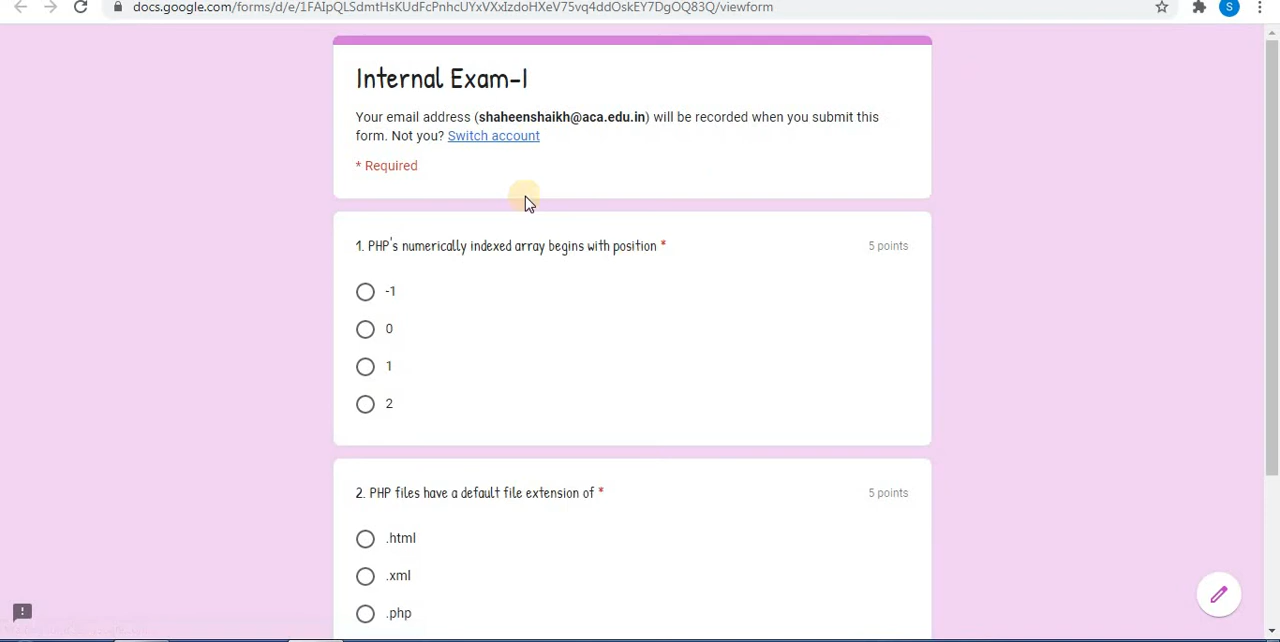 docs.google.com/forms/d/e/1FAIpQLSdmtHsKUdFcPnhcUYxVXxIzdoHXeV75vq4ddOskEY7DgOQ83Q/viewform
S
Internal Exam-I
Your email address (shaheenshaikh@aca.edu.in) will be recorded when you submit this
form. Not you? Switch account
* Required
1. PHP's numerically indexed array begins with position *
5 points
-1
0
1
2
2. PHP files have a default file extension of *
5 points
.html
.xml
.php